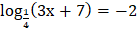 log_{1/4}(3x + 7) = −2